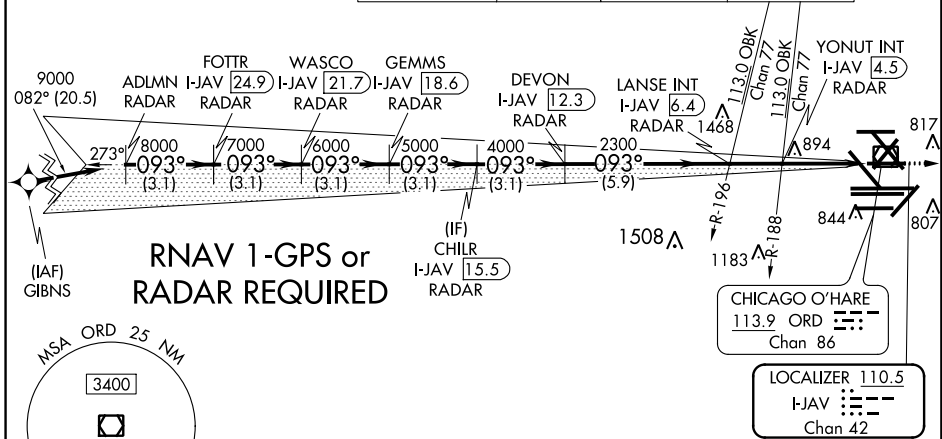 9000
082° (20.5)
ADLMN
RADAR
FOTTR
I-JAV 24.9
RADAR
WASCO
I-JAV 21.7
RADAR
GEMMS
I-JAV 18.6
RADAR
DEVON
I-JAV 12.3
RADAR
LANSE INT
I-JAV 6.4
RADAR
113.0 OBK
Chan 77
113.0 OBK
Chan 77
YONUT INT
I-JAV 4.5
RADAR
1468
894
817
273°
8000
093°
(3.1)
7000
093°
(3.1)
6000
093°
(3.1)
5000
093°
(3.1)
4000
093°
(3.1)
2300
093°
(5.9)
R-196
R-188
844
807
1508
1183
(IAF)
GIBNS
(IF)
CHILR
I-JAV 15.5
RADAR
RNAV 1-GPS or
RADAR REQUIRED
CHICAGO O'HARE
113.9 ORD
Chan 86
MSA ORD 25 NM
3400
LOCALIZER 110.5
I-JAV
Chan 42